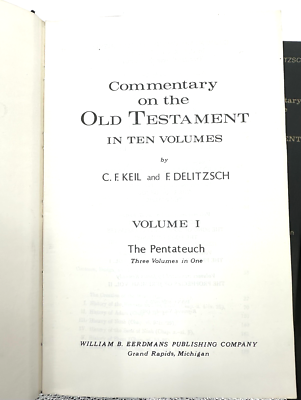 Commentary
on the
OLD TESTAMENT
IN TEN VOLUMES
by
C. F. KEIL and F. DELITZSCH
VOLUME I
The Pentateuch
Three Volumes in One
WILLIAM B. EERDMANS PUBLISHING COMPANY
Grand Rapids, Michigan